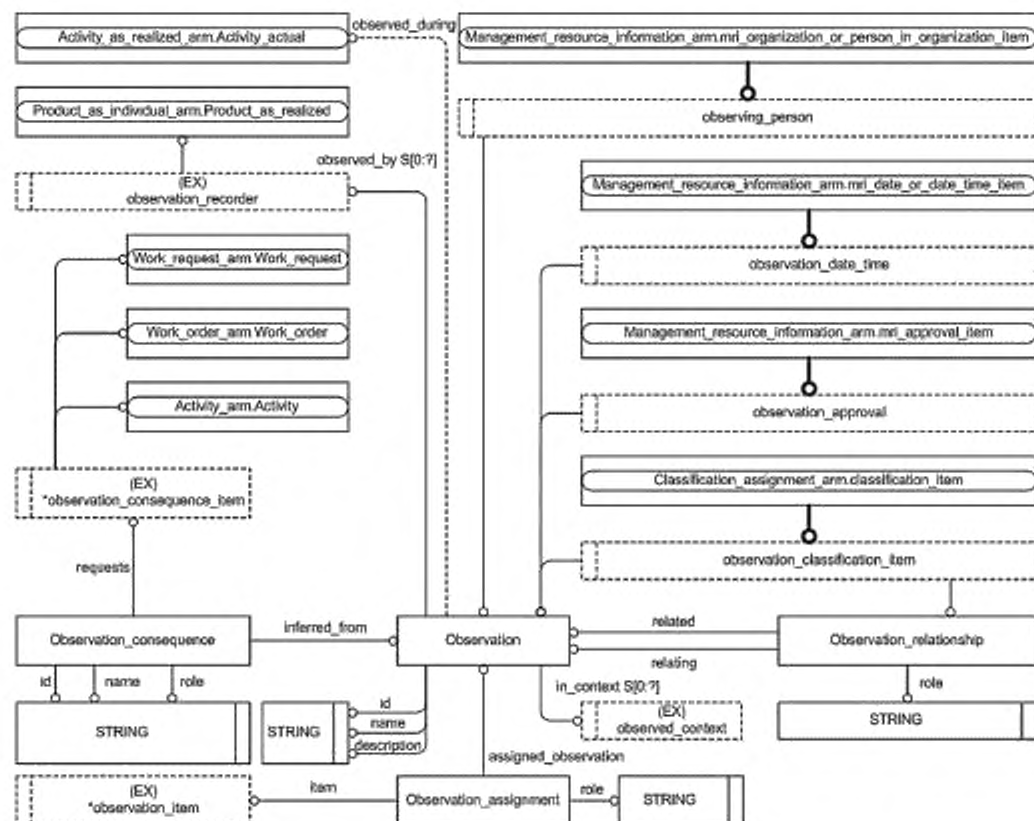 Activity_as_realized_arm.Activity_actual
observed_during
Management_resource_information_arm.mri_organization_or_person_in_organization_item
Product_as_individual_arm.Product_as_realized
observing_person
observed_by S[0:?]
(EX)
observation_recorder
Management_resource_information_arm.mri_date_or_date_time_item
Work_request_arm.Work_request
observation_date_time
Work_order_arm.Work_order
Management_resource_information_arm.mri_approval_item
Activity_arm.Activity
observation_approval
(EX)
*observation_consequence_item
Classification_assignment_arm.classification_item
requests
observation_classification_item
Observation_consequence
inferred_from
Observation
related
relating
Observation_relationship
id
name
role
in_context S[0:?]
role
STRING
STRING
id
name
description
(EX)
observed_context
STRING
assigned_observation
(EX)
*observation_item
item
Observation_assignment
role
STRING